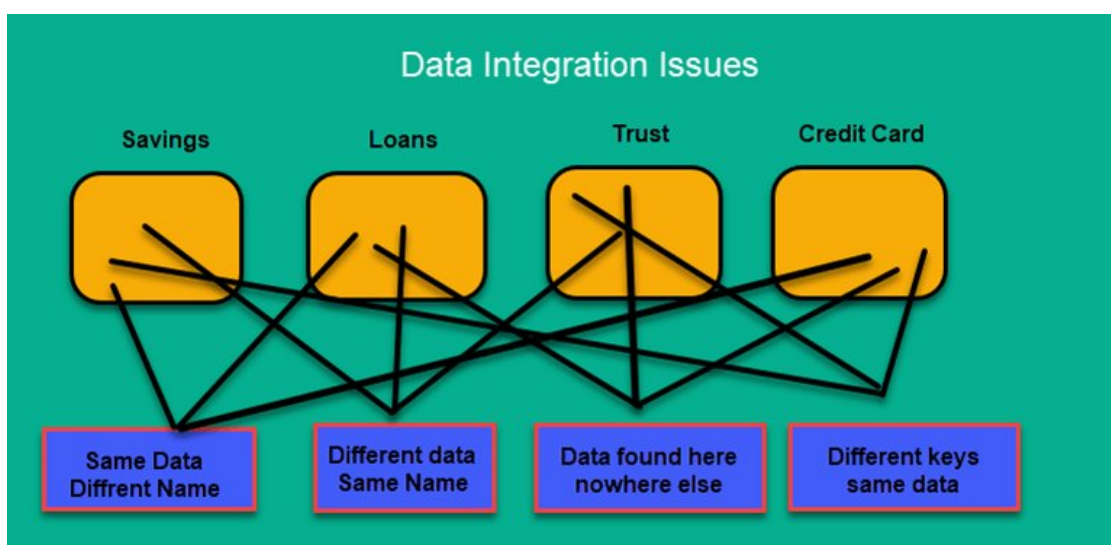 Data Integration Issues
Savings
Loans
Trust
Credit Card
Same Data
Diffrent Name
Different data
Same Name
Data found here
nowhere else
Different keys
same data